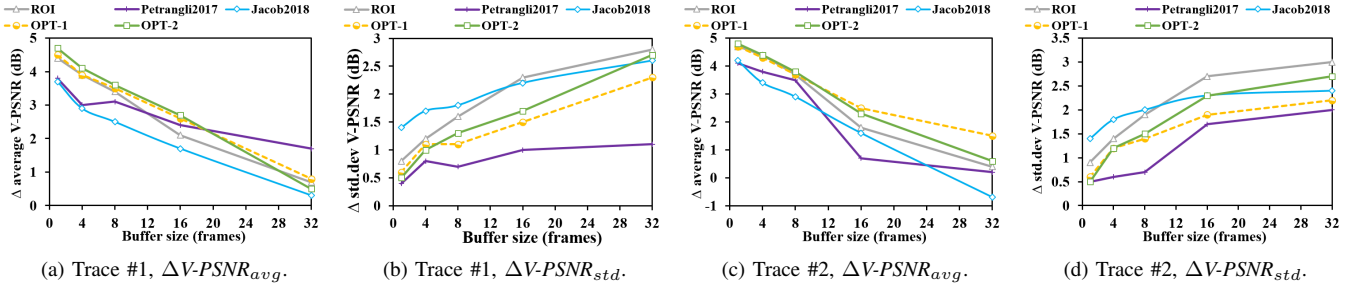 ROI Petrangli2017 Jacob2018
OPT-1 OPT-2
Δ average V-PSNR (dB)
5
4
3
2
1
0
0 4 8 12 16 20 24 28 32
Buffer size (frames)
(a) Trace #1, ΔV-PSNRavg.
ROI Petrangli2017 Jacob2018
OPT-1 OPT-2
Δ std.dev V-PSNR (dB)
3
2.5
2
1.5
1
0.5
0
0 4 8 12 16 20 24 28 32
Buffer size (frames)
(b) Trace #1, ΔV-PSNRstd.
ROI Petrangli2017 Jacob2018
OPT-1 OPT-2
Δ average V-PSNR (dB)
5
4
3
2
1
0
-1
0 4 8 12 16 20 24 28 32
Buffer size (frames)
(c) Trace #2, ΔV-PSNRavg.
ROI Petrangli2017 Jacob2018
OPT-1 OPT-2
Δ std.dev V-PSNR (dB)
3.5
3
2.5
2
1.5
1
0.5
0
0 4 8 12 16 20 24 28 32
Buffer size (frames)
(d) Trace #2, ΔV-PSNRstd.